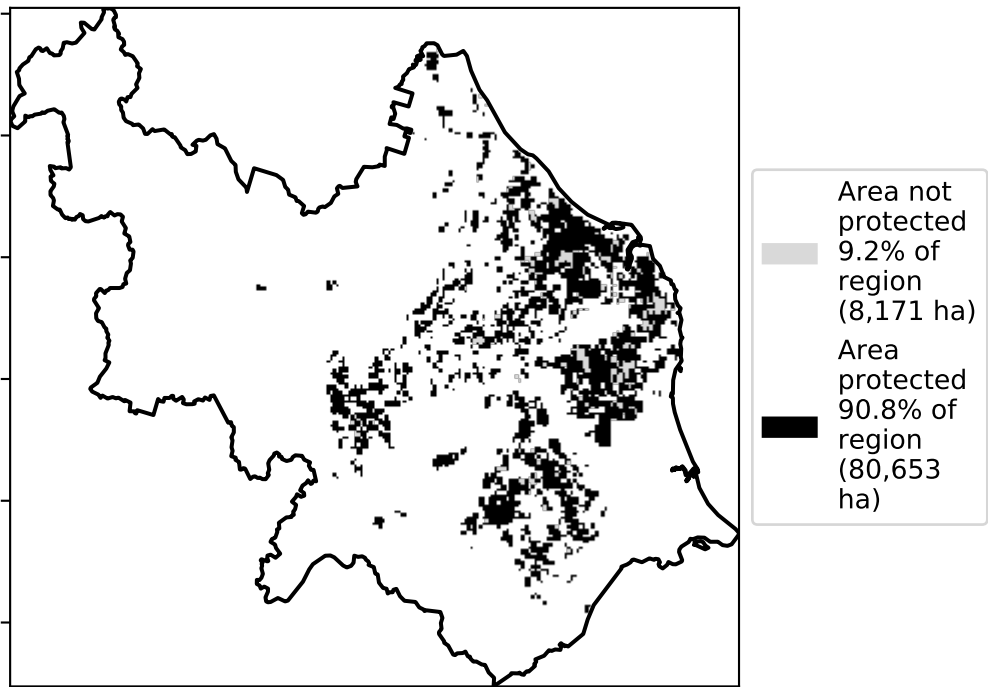 Area not
protected
9.2% of
region
(8,171 ha)
Area
protected
90.8% of
region
(80,653
ha)